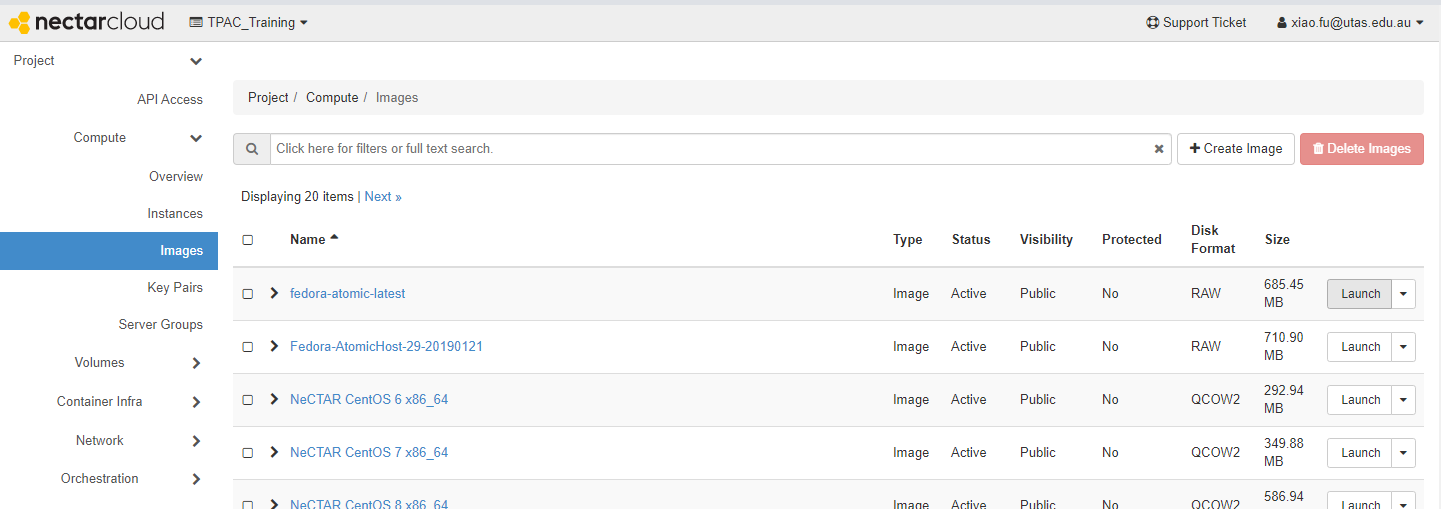 nectarcloud TPAC_Training Support Ticket xiao.fu@utas.edu.au
Project
API Access
Compute
Overview
Instances
Images
Key Pairs
Server Groups
Volumes
Container Infra
Network
Orchestration
Project / Compute / Images
Click here for filters or full text search. Create Image Delete Images
Displaying 20 items | Next »
Name Type Status Visibility Protected Disk Format Size
fedora-atomic-latest Image Active Public No RAW 685.45 MB Launch
Fedora-AtomicHost-29-20190121 Image Active Public No RAW 710.90 MB Launch
NeCTAR CentOS 6 x86_64 Image Active Public No QCOW2 292.94 MB Launch
NeCTAR CentOS 7 x86_64 Image Active Public No QCOW2 349.88 MB Launch
NeCTAR CentOS 8 x86_64 Image Active Public No QCOW2 586.94 Launch